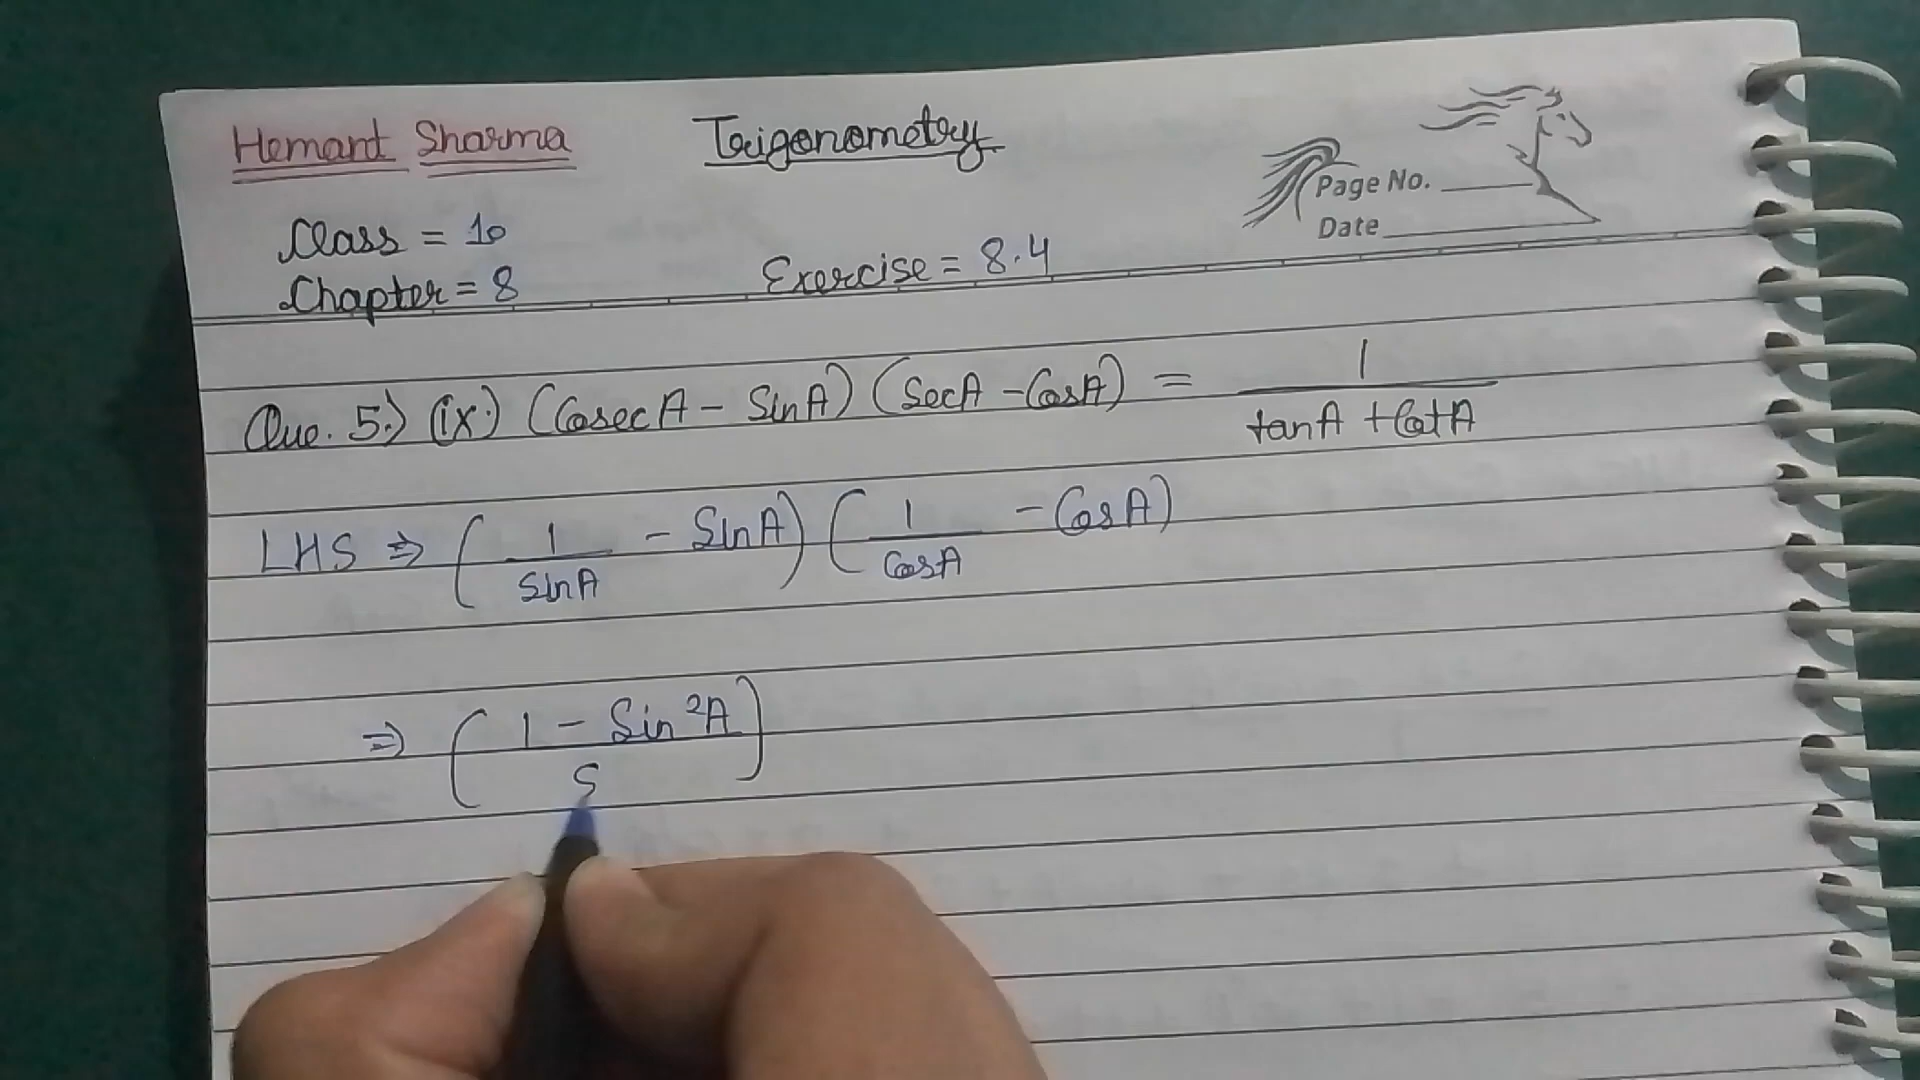 Hemant Sharma Trigonometry
Page No.
Date
Class = 10
Chapter = 8 Exercise = 8.4
Que. 5.) (ix.) (CosecA - SinA) (SecA - CosA) = 1 / tanA + CotA
LHS ⇒ (1/SinA - SinA) (1/CosA - CosA)
⇒ (1 - Sin²A / S)